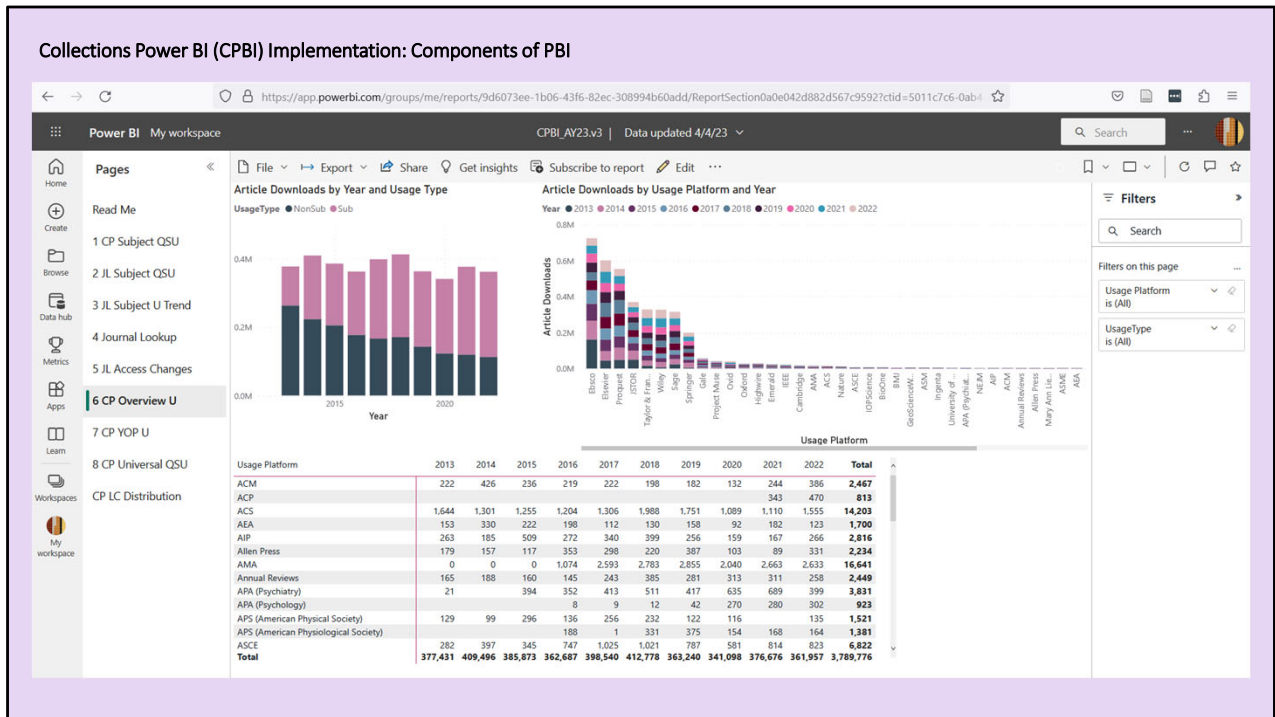 Collections Power BI (CPBI) Implementation: Components of PBI
https://app.powerbi.com/groups/me/reports/9d6073ee-1b06-43f6-82ec-308994b60add/ReportSection0a0e042d882d567c9592?ctid=5011c7c6-0ab4
Power BI My workspace
CPBI_AY23.v3 | Data updated 4/4/23
Search
Home
Create
Browse
Data hub
Metrics
Apps
Learn
Workspaces
My
workspace
Pages
Read Me
1 CP Subject QSU
2 JL Subject QSU
3 JL Subject U Trend
4 Journal Lookup
5 JL Access Changes
6 CP Overview U
7 CP YOP U
8 CP Universal QSU
CP LC Distribution
File Export Share Get insights Subscribe to report Edit ...
Article Downloads by Year and Usage Type
UsageType NonSub Sub
0.4M
0.2M
0.0M
2015 2020
Year
Article Downloads by Usage Platform and Year
Year 2013 2014 2015 2016 2017 2018 2019 2020 2021 2022
Article Downloads
0.8M
0.6M
0.4M
0.2M
0.0M
Ebsco
Elsevier
Proquest
JSTOR
Taylor & Fran...
Wiley
Sage
Springer
Gale
Project Muse
Ovid
Oxford
Highwire
Emerald
IEEE
Cambridge
AMA
ACS
Nature
ASCE
IOPScience
BioOne
BMJ
GeoScienceW...
ASM
Ingenta
University of ...
APA (Psychiat...
NEJM
AIP
ACM
Annual Reviews
Allen Press
Mary Ann Lie...
ASME
AEA
Usage Platform
Usage Platform 2013 2014 2015 2016 2017 2018 2019 2020 2021 2022 Total
ACM 222 426 236 219 222 198 182 132 244 386 2,467
ACP 343 470 813
ACS 1,644 1,301 1,255 1,204 1,306 1,988 1,751 1,089 1,110 1,555 14,203
AEA 153 330 222 198 112 130 158 92 182 123 1,700
AIP 263 185 509 272 340 399 256 159 167 266 2,816
Allen Press 179 157 117 353 298 220 387 103 89 331 2,234
AMA 0 0 0 1,074 2,593 2,783 2,855 2,040 2,663 2,633 16,641
Annual Reviews 165 188 160 145 243 385 281 313 311 258 2,449
APA (Psychiatry) 21 394 352 413 511 417 635 689 399 3,831
APA (Psychology) 8 9 12 42 270 280 302 923
APS (American Physical Society) 129 99 296 136 256 232 122 116 135 1,521
APS (American Physiological Society) 188 1 331 375 154 168 164 1,381
ASCE 282 397 345 747 1,025 1,021 787 581 814 823 6,822
Total 377,431 409,496 385,873 362,687 398,540 412,778 363,240 341,098 376,676 361,957 3,789,776
Filters
Search
Filters on this page ...
Usage Platform
is (All)
UsageType
is (All)